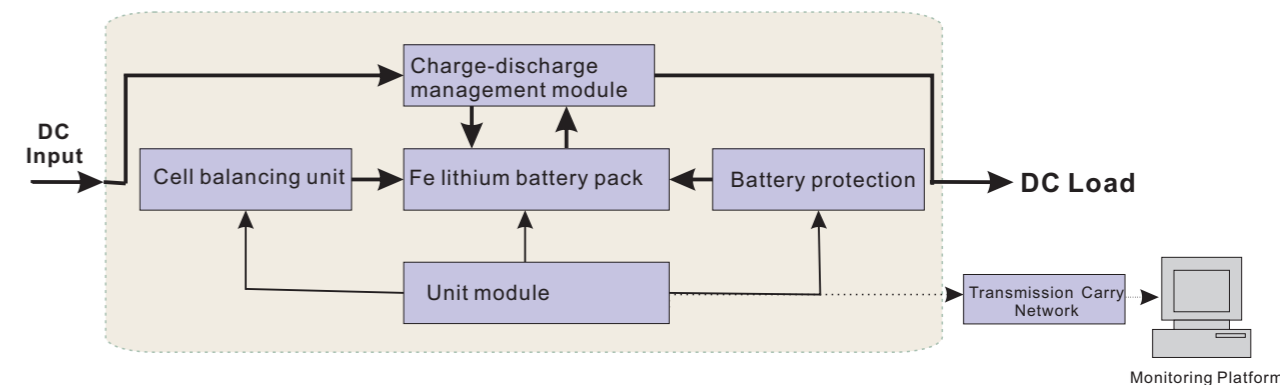 Charge-discharge
management module
DC
Input
Cell balancing unit
Fe lithium battery pack
Battery protection
DC Load
Unit module
Transmission Carry
Network
Monitoring Platform